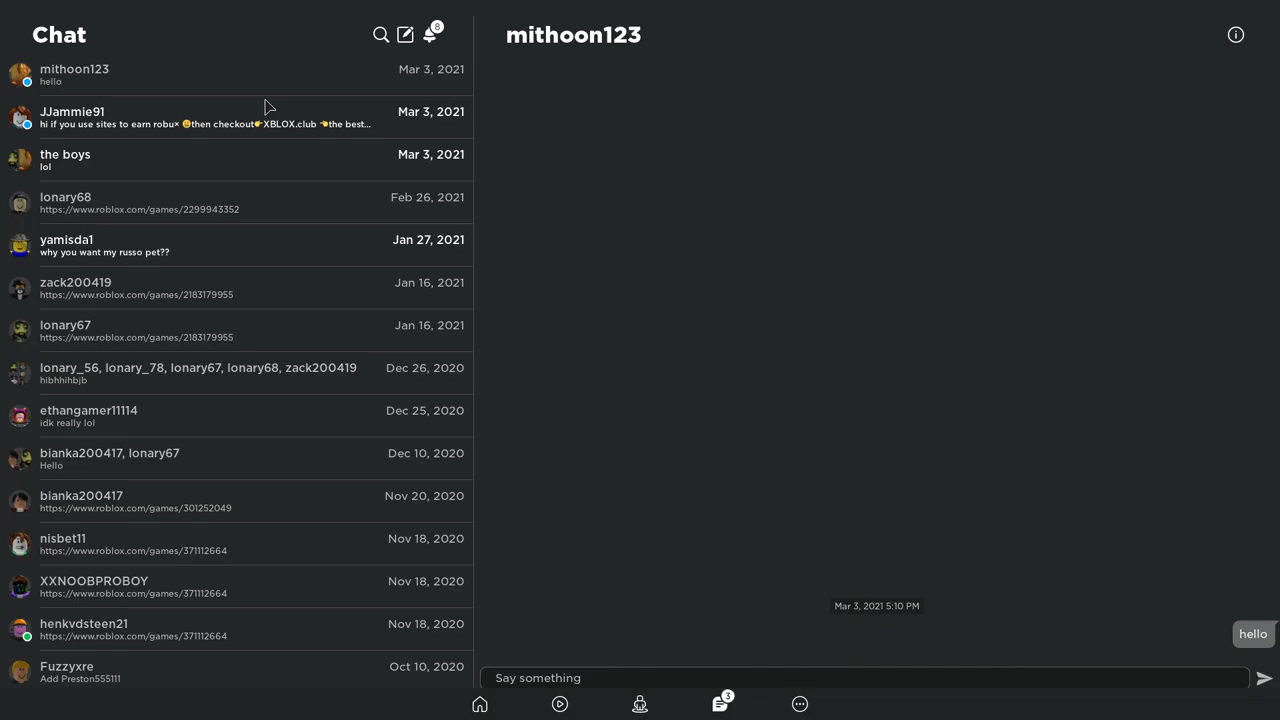 Chat
8
mithoon123
mithoon123 Mar 3, 2021
hello
JJammie91 Mar 3, 2021
hi if you use sites to earn robu× 😃then checkout👉XBLOX.club 👈the best...
the boys Mar 3, 2021
lol
lonary68 Feb 26, 2021
https://www.roblox.com/games/2299943352
yamisda1 Jan 27, 2021
why you want my russo pet??
zack200419 Jan 16, 2021
https://www.roblox.com/games/2183179955
lonary67 Jan 16, 2021
https://www.roblox.com/games/2183179955
lonary_56, lonary_78, lonary67, lonary68, zack200419 Dec 26, 2020
hibhhihbjb
ethangamer11114 Dec 25, 2020
idk really lol
bianka200417, lonary67 Dec 10, 2020
Hello
bianka200417 Nov 20, 2020
https://www.roblox.com/games/301252049
nisbet11 Nov 18, 2020
https://www.roblox.com/games/371112664
XXNOOBPROBOY Nov 18, 2020
https://www.roblox.com/games/371112664
henkvdsteen21 Nov 18, 2020
https://www.roblox.com/games/371112664
Fuzzyxre Oct 10, 2020
Add Preston555111
Mar 3, 2021 5:10 PM
hello
Say something
3